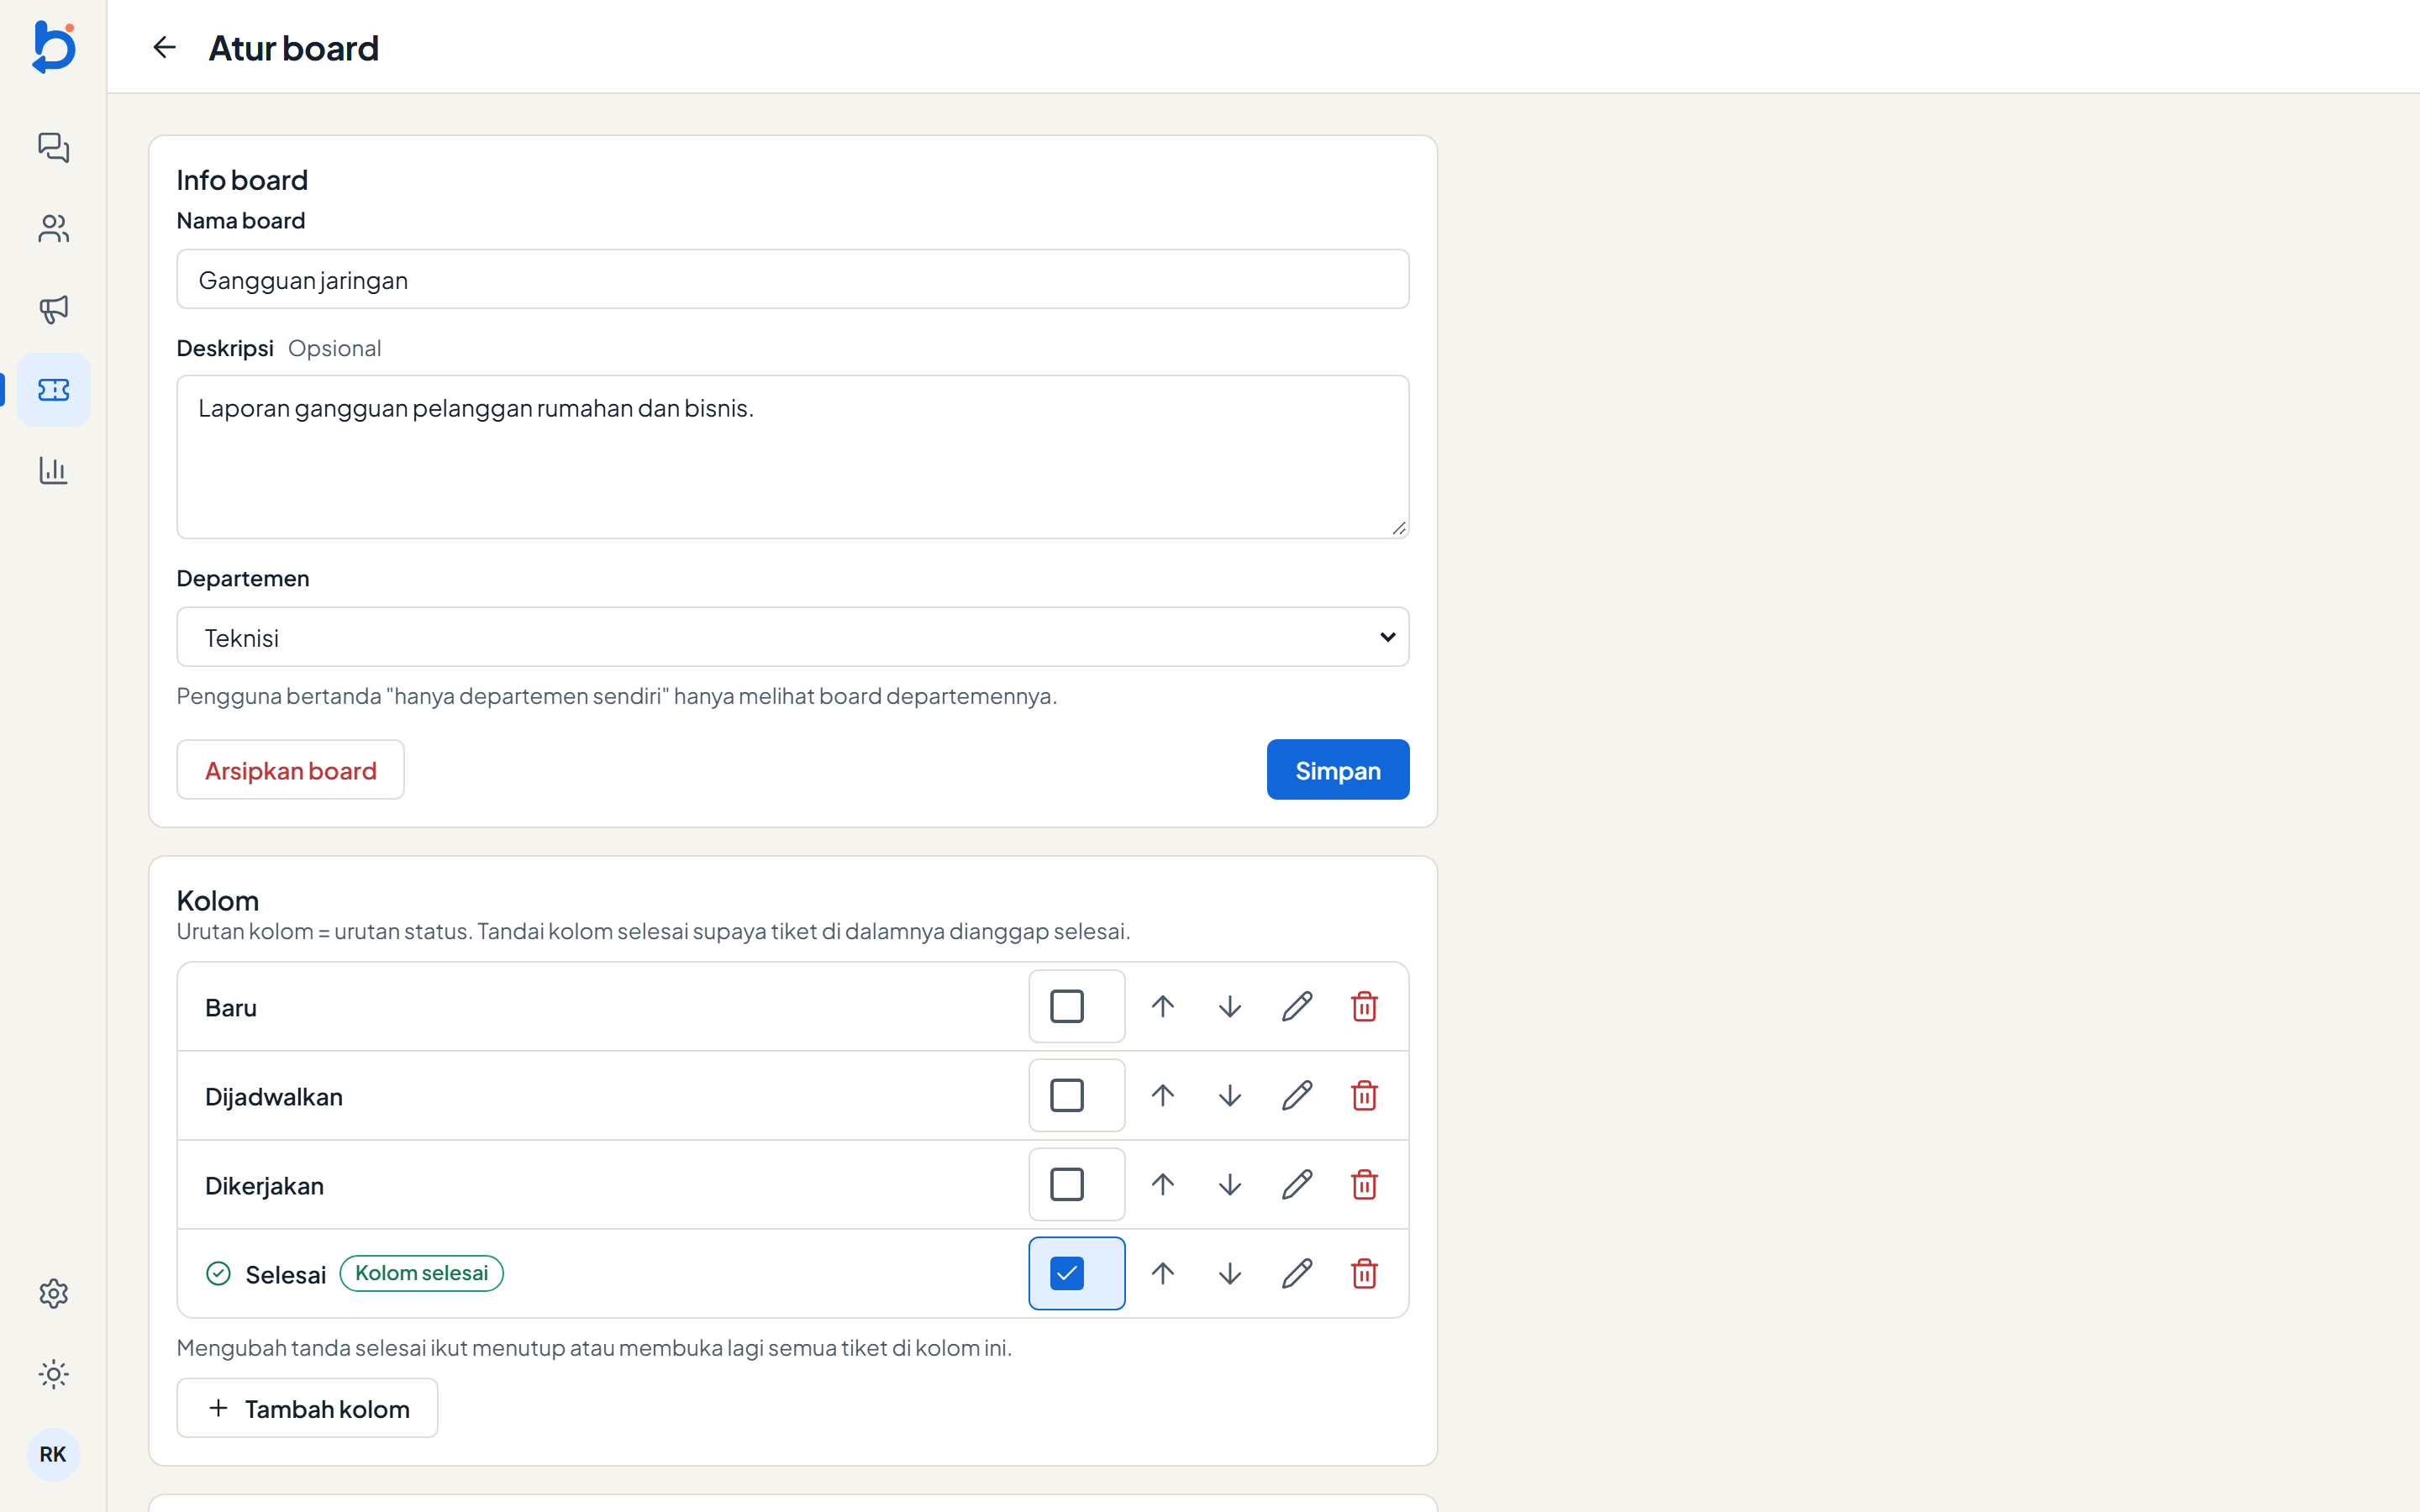 Atur board
Info board
Nama board
Gangguan jaringan
Deskripsi Opsional
Laporan gangguan pelanggan rumahan dan bisnis.
Departemen
Teknisi
Pengguna bertanda "hanya departemen sendiri" hanya melihat board departemennya.
Arsipkan board
Simpan
Kolom
Urutan kolom = urutan status. Tandai kolom selesai supaya tiket di dalamnya dianggap selesai.
Baru
Dijadwalkan
Dikerjakan
Selesai Kolom selesai
Mengubah tanda selesai ikut menutup atau membuka lagi semua tiket di kolom ini.
Tambah kolom
RK